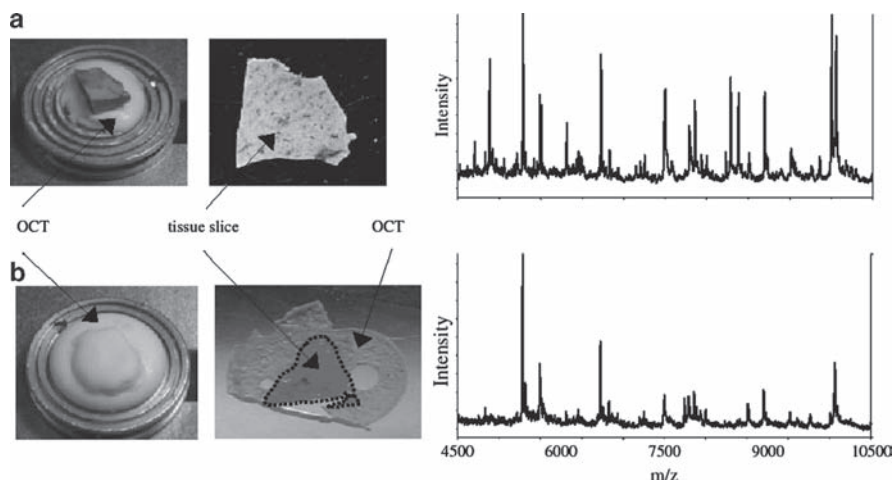 a
Intensity
OCT
tissue slice
OCT
b
Intensity
4500
6000
7500
9000
10500
m/z